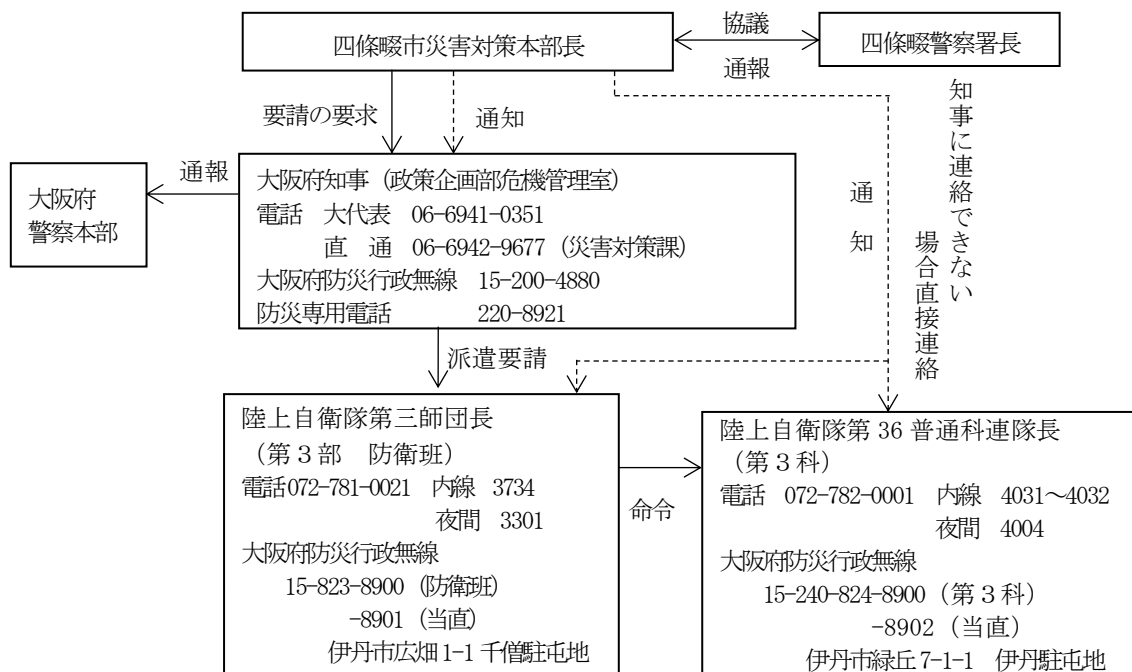 四條畷市災害対策本部長
協議
通報
四條畷警察署長
要請の要求
通知
通知
知事に連絡できない
場合直接連絡
通報
大阪府
警察本部
大阪府知事（政策企画部危機管理室）
電話　大代表　06-6941-0351
直　通　06-6942-9677（災害対策課）
大阪府防災行政無線　15-200-4880
防災専用電話　220-8921
派遣要請
陸上自衛隊第三師団長
（第３部　防衛班）
電話072-781-0021　内線　3734
夜間　3301
大阪府防災行政無線
15-823-8900（防衛班）
-8901（当直）
伊丹市広畑1-1千僧駐屯地
命令
陸上自衛隊第36普通科連隊長
（第３科）
電話　072-782-0001　内線　4031～4032
夜間　4004
大阪府防災行政無線
15-240-824-8900（第３科）
-8902（当直）
伊丹市緑丘7-1-1　伊丹駐屯地